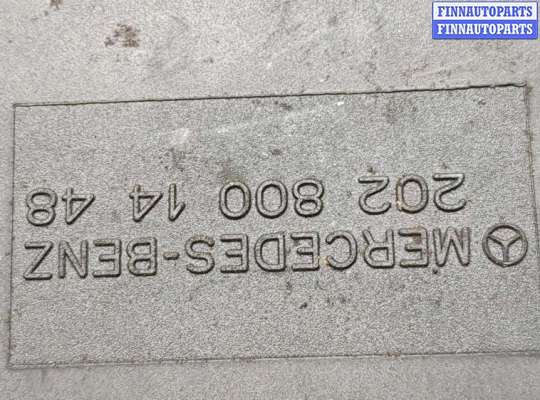 FINNAUTOPARTS
FINNAUTOPARTS
MERCEDES-BENZ
202 800 14 48